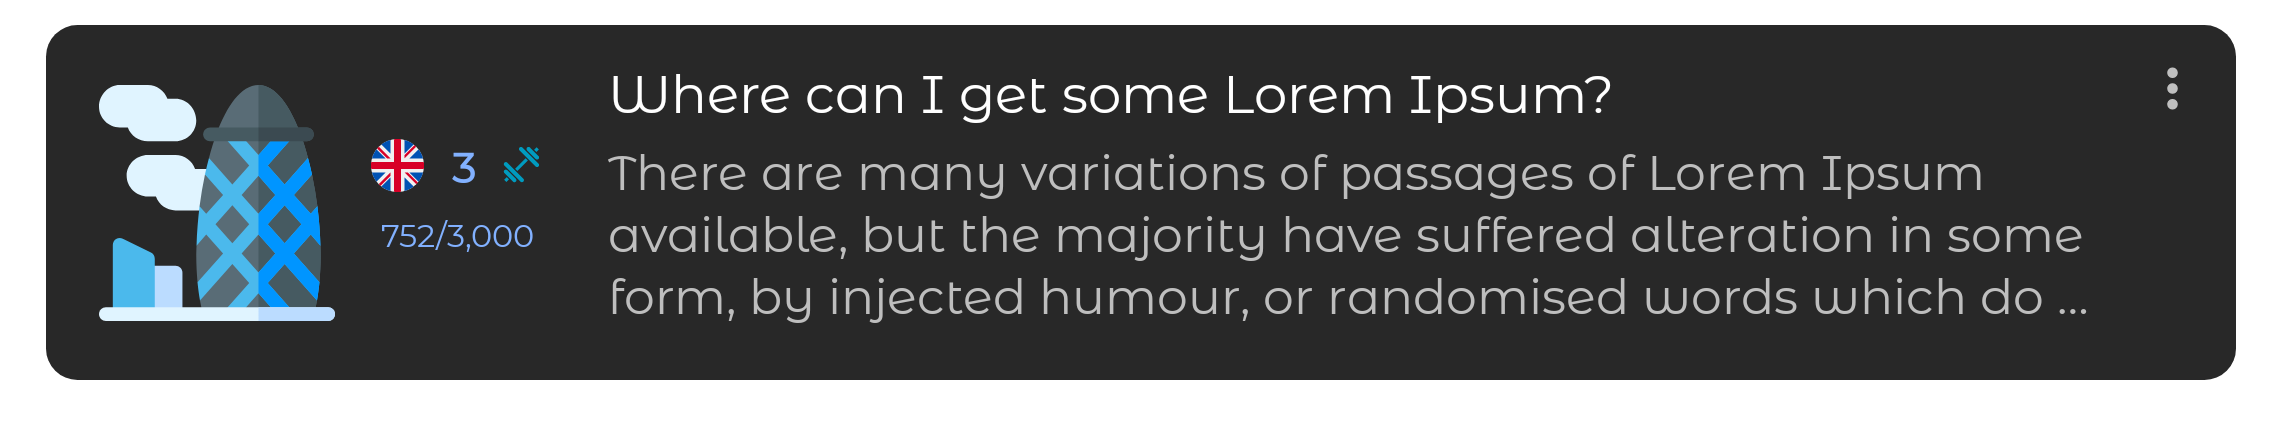 Where can I get some Lorem Ipsum?
3
752/3,000
There are many variations of passages of Lorem Ipsum
available, but the majority have suffered alteration in some
form, by injected humour, or randomised words which do ...